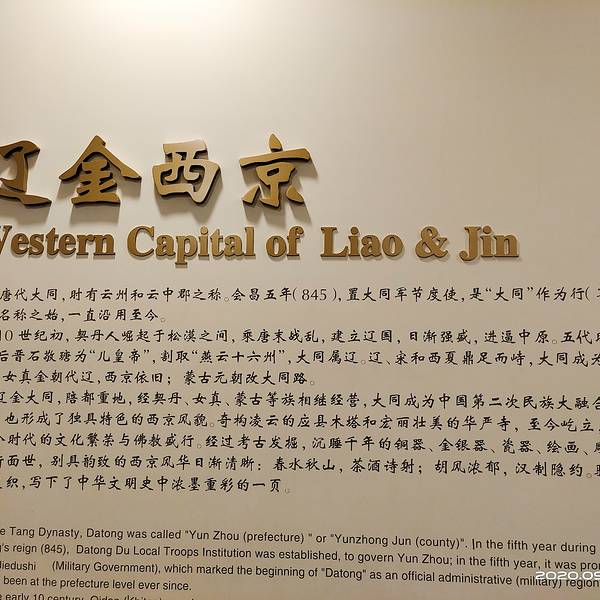 辽金西京
Western Capital of Liao & Jin
唐代大同，时有云州和云中郡之称。会昌五年(845)，置大同军节度使，是“大同”作为行(
名称之始，一直沿用至今。
10世纪初，契丹人崛起于松漠之间，乘唐末战乱，建立辽国，日渐强盛，进逼中原。五代
后晋石敬瑭为“儿皇帝”，割取“燕云十六州”，大同属辽。辽、宋和西夏鼎足而峙，大同成为
女真金朝代辽，西京依旧；蒙古元朝改大同路。
辽金大同，陪都重地，经契丹、女真、蒙古等族相继经营，大同成为中国第二次民族大融合
也形成了独具特色的西京风貌。奇构凌云的应县木塔和宏丽壮美的华严寺，至今屹立
时代的文化繁荣与佛教盛行。经过考古发掘，沉睡千年的铜器、金银器、瓷器、绘画、
面世，别具韵致的西京风华日渐清晰：春水秋山，茶酒诗射；胡风浓郁，汉制隐约。
织，写下了中华文明史中浓墨重彩的一页。
e Tang Dynasty, Datong was called "Yun Zhou (prefecture) " or "Yunzhong Jun (county)". In the fifth year during
g's reign (845), Datong Du Local Troops Institution was established, to govern Yun Zhou; in the fifth year, it was pro
Jiedushi (Military Government), which marked the beginning of "Datong" as an official administrative (military) region
been at the prefecture level ever since.
e early 10 century, Qidan
2020.05